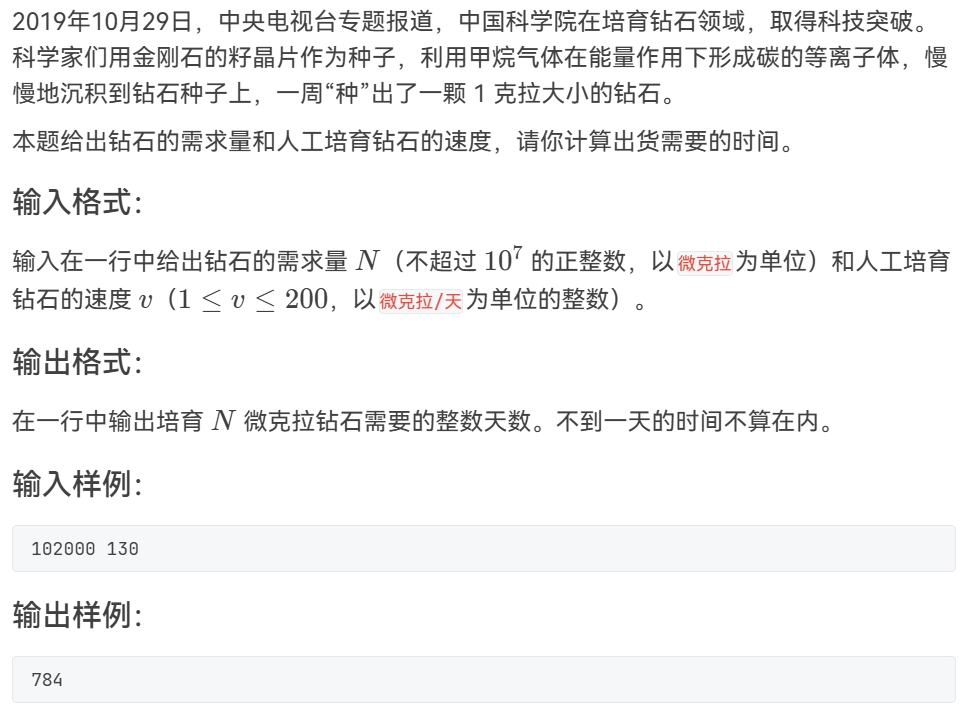 2019年10月29日，中央电视台专题报道，中国科学院在培育钻石领域，取得科技突破。
科学家们用金刚石的籽晶片作为种子，利用甲烷气体在能量作用下形成碳的等离子体，慢
慢地沉积到钻石种子上，一周“种”出了一颗 1 克拉大小的钻石。
本题给出钻石的需求量和人工培育钻石的速度，请你计算出货需要的时间。
输入格式：
输入在一行中给出钻石的需求量 N（不超过 10⁷ 的正整数，以微克拉为单位）和人工培育
钻石的速度 v（1 ≤ v ≤ 200，以微克拉/天为单位的整数）。
输出格式：
在一行中输出培育 N 微克拉钻石需要的整数天数。不到一天的时间不算在内。
输入样例：
102000 130
输出样例：
784